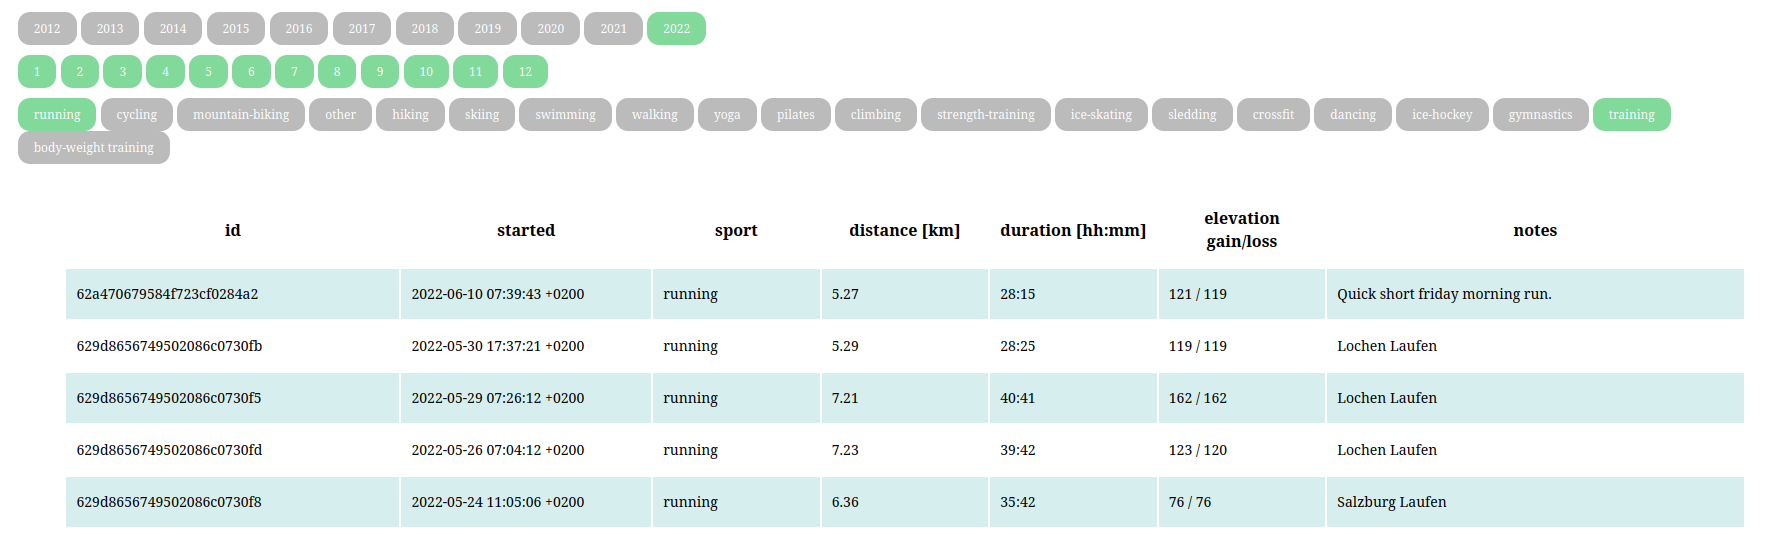 2012 2013 2014 2015 2016 2017 2018 2019 2020 2021 2022
1 2 3 4 5 6 7 8 9 10 11 12
running cycling mountain-biking other hiking skiing swimming walking yoga pilates climbing strength-training ice-skating sledding crossfit dancing ice-hockey gymnastics training
body-weight training
id started sport distance [km] duration [hh:mm] elevation gain/loss notes
62a470679584f723cf0284a2 2022-06-10 07:39:43 +0200 running 5.27 28:15 121 / 119 Quick short friday morning run.
629d8656749502086c0730fb 2022-05-30 17:37:21 +0200 running 5.29 28:25 119 / 119 Lochen Laufen
629d8656749502086c0730f5 2022-05-29 07:26:12 +0200 running 7.21 40:41 162 / 162 Lochen Laufen
629d8656749502086c0730fd 2022-05-26 07:04:12 +0200 running 7.23 39:42 123 / 120 Lochen Laufen
629d8656749502086c0730f8 2022-05-24 11:05:06 +0200 running 6.36 35:42 76 / 76 Salzburg Laufen